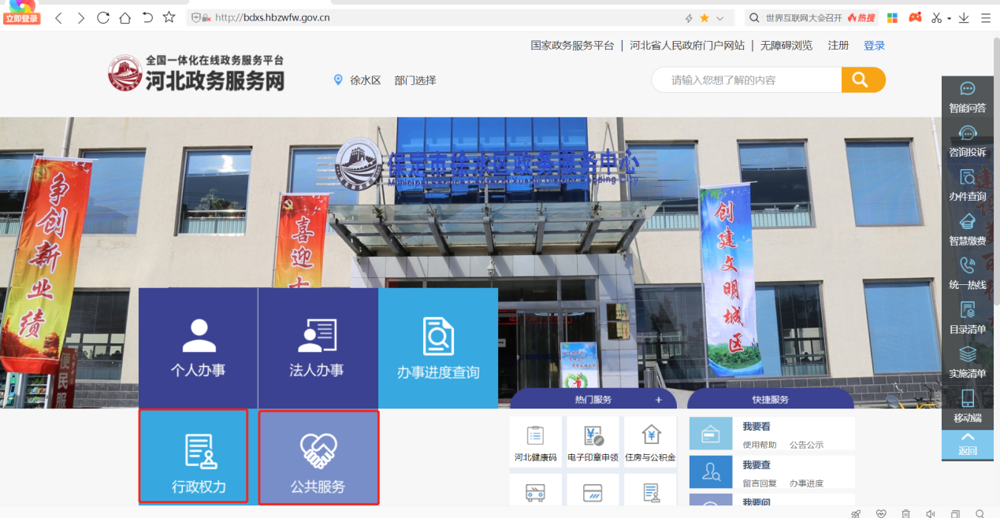 立即登录
http://bdxs.hbzwfw.gov.cn
世界互联网大会召开 热搜
国家政务服务平台 | 河北省人民政府门户网站 | 无障碍浏览 注册 登录
全国一体化在线政务服务平台
河北政务服务网
徐水区 部门选择
请输入您想了解的内容
智能问答
咨询投诉
办件查询
智慧缴费
统一热线
目录清单
实施清单
移动端
返回
保定市徐水区政务服务中心
争创新业绩
喜迎
创建文明城区
便民服
个人办事
法人办事
办事进度查询
行政权力
公共服务
热门服务 +
河北健康码
电子印章申领
住房与公积金
快捷服务
我要看
使用帮助 公告公示
我要查
留言回复 办事进度
我要问